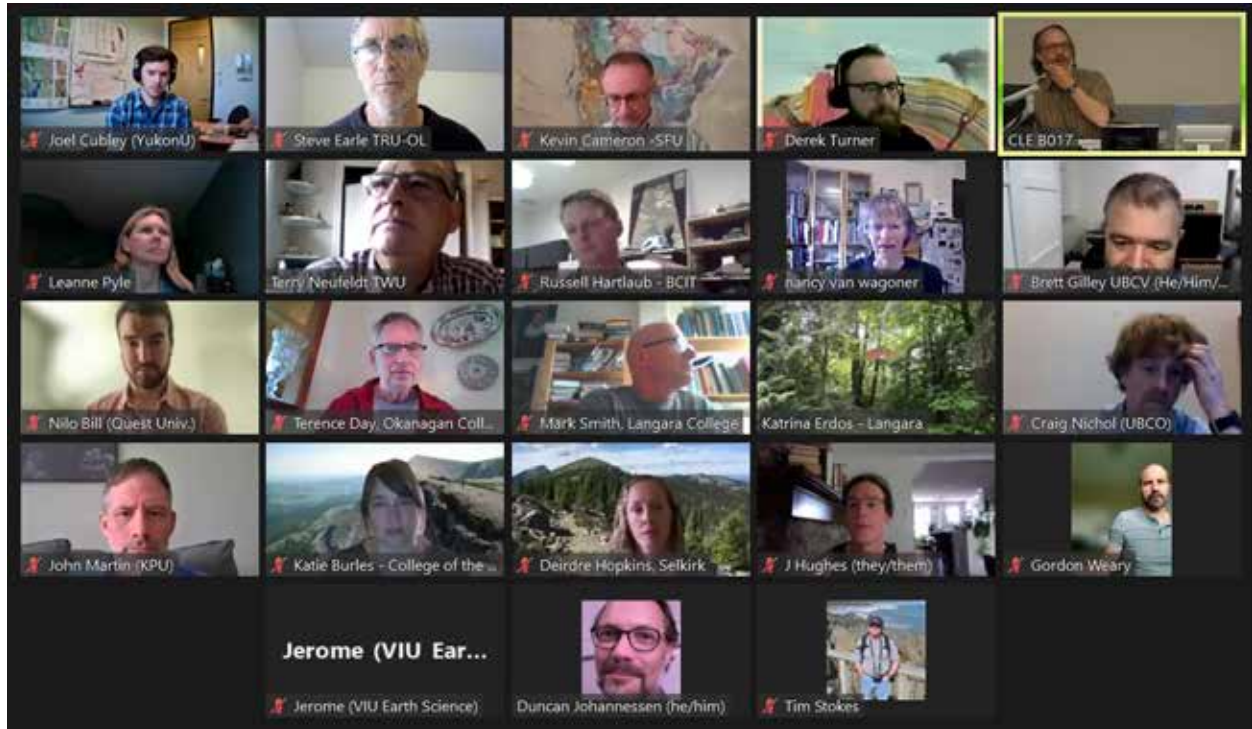 Joel Cubley (YukonU)
Steve Earle TRU-OL
Kevin Cameron -SFU
Derek Turner
CLE B017
Leanne Pyle
Terry Neufeldt TWU
Russell Hartlaub - BCIT
nancy van wagoner
Brett Gilley UBCV (He/Him/...
Nilo Bill (Quest Univ.)
Terence Day, Okanagan Coll...
Mark Smith, Langara College
Katrina Erdos - Langara
Craig Nichol (UBCO)
John Martin (KPU)
Katie Burles - College of the ...
Deirdre Hopkins, Selkirk
J Hughes (they/them)
Gordon Weary
Jerome (VIU Ear...
Jerome (VIU Earth Science)
Duncan Johannessen (he/him)
Tim Stokes